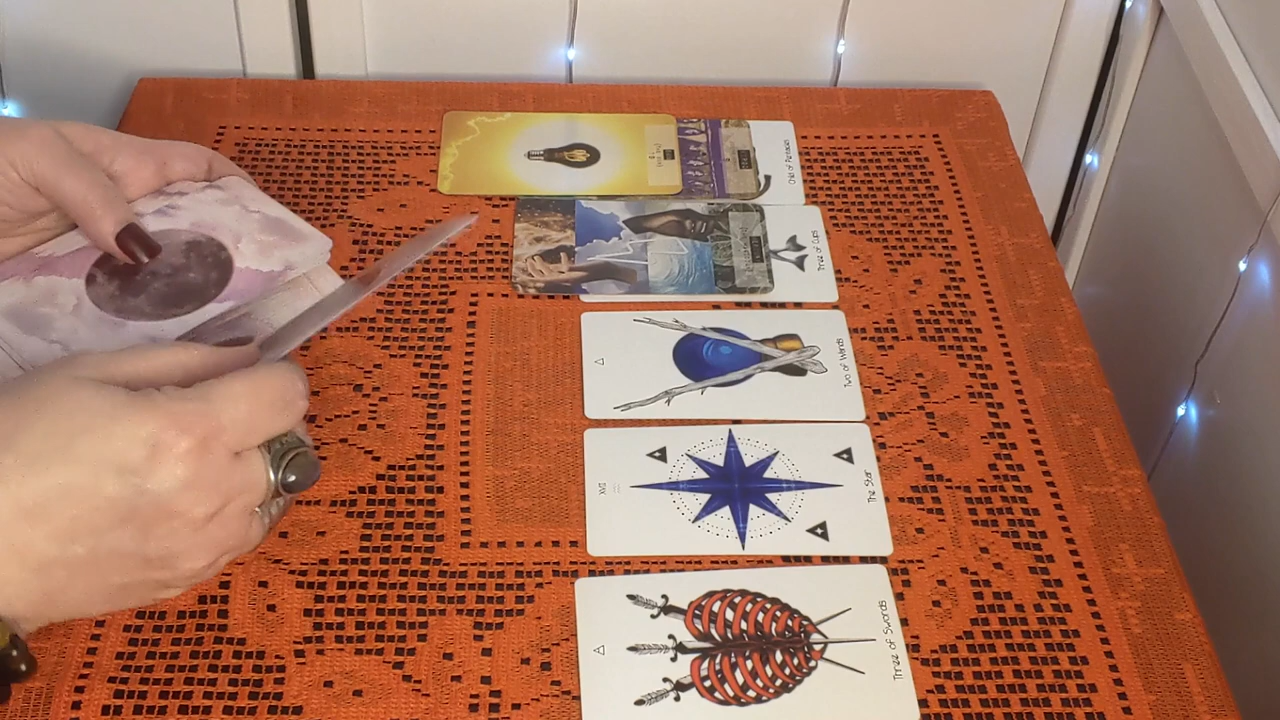 Child of Pentacles
Three of Cups
Two of Wands
XVII
The Star
Three of Swords